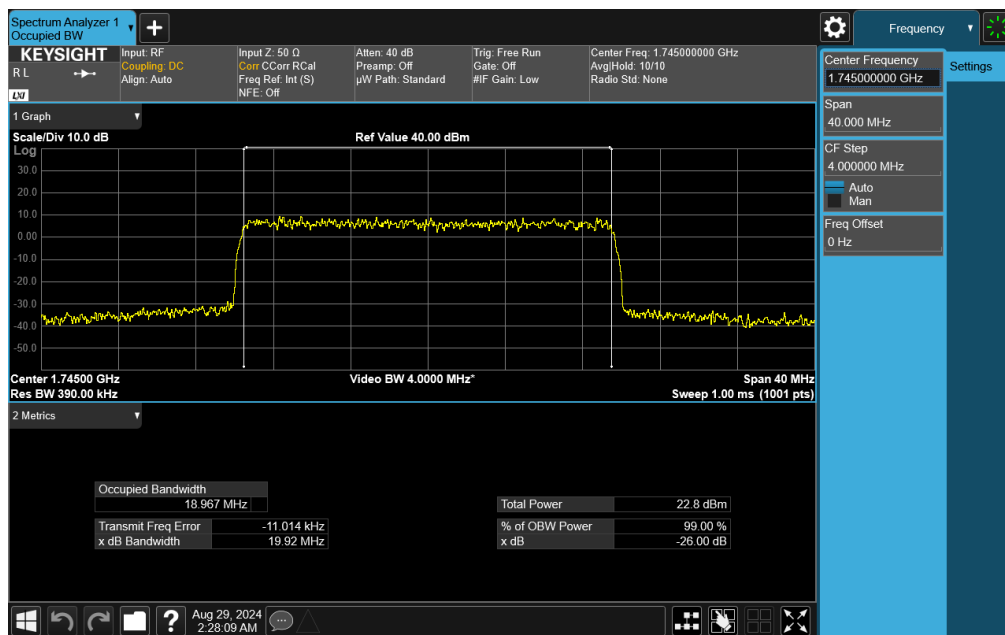 Spectrum Analyzer 1
Occupied BW
+
Frequency
KEYSIGHT
R L
LXI
Input: RF
Coupling: DC
Align: Auto
Input Z: 50 Ω
Corr CCorr RCal
Freq Ref: Int (S)
NFE: Off
Atten: 40 dB
Preamp: Off
µW Path: Standard
Trig: Free Run
Gate: Off
#IF Gain: Low
Center Freq: 1.745000000 GHz
Avg|Hold: 10/10
Radio Std: None
Center Frequency
1.745000000 GHz
Settings
Span
40.000 MHz
CF Step
4.000000 MHz
Auto
Man
Freq Offset
0 Hz
1 Graph
Scale/Div 10.0 dB
Ref Value 40.00 dBm
Log
30.0
20.0
10.0
0.00
-10.0
-20.0
-30.0
-40.0
-50.0
Center 1.74500 GHz
Video BW 4.0000 MHz*
Span 40 MHz
Res BW 390.00 kHz
Sweep 1.00 ms (1001 pts)
2 Metrics
Occupied Bandwidth
18.967 MHz
Total Power 22.8 dBm
Transmit Freq Error -11.014 kHz
% of OBW Power 99.00 %
x dB Bandwidth 19.92 MHz
x dB -26.00 dB
?
Aug 29, 2024
2:28:09 AM